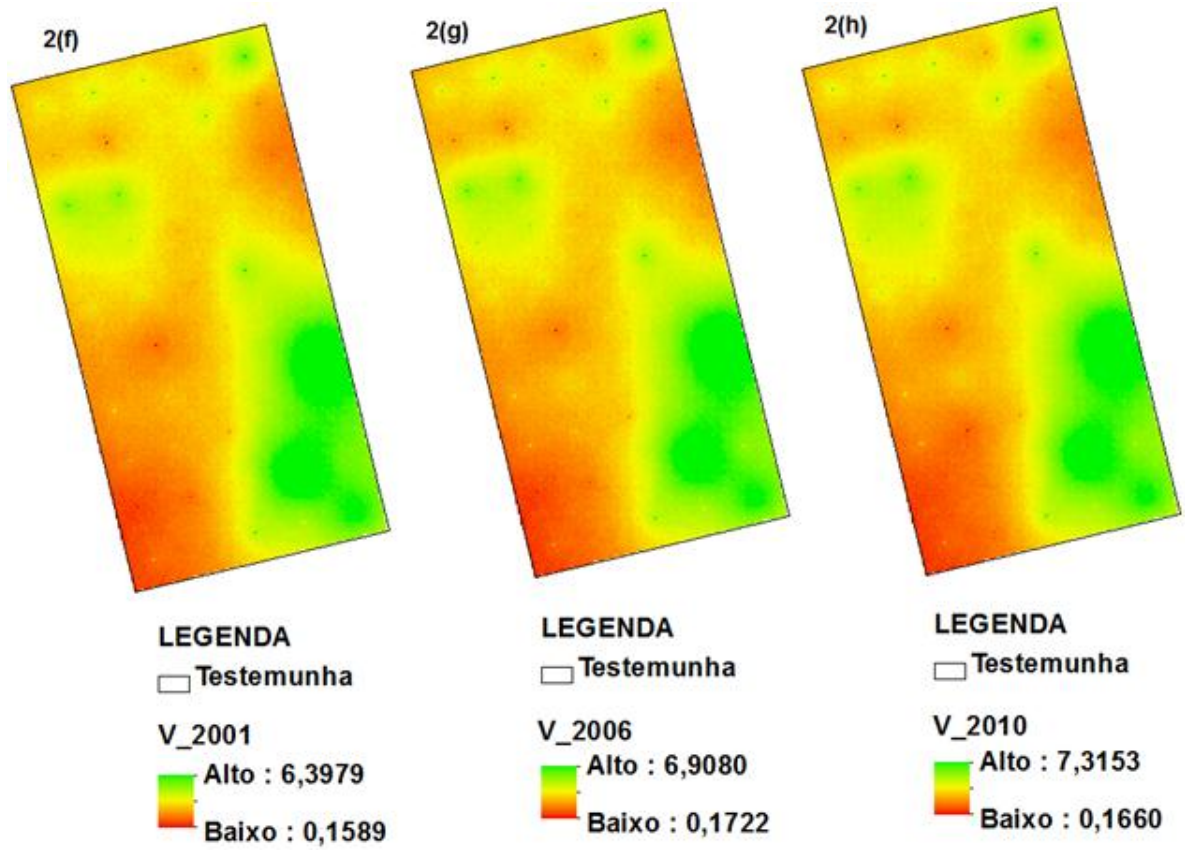 2(f)
2(g)
2(h)
LEGENDA
Testemunha
V_2001
Alto : 6,3979
Baixo : 0,1589
LEGENDA
Testemunha
V_2006
Alto : 6,9080
Baixo : 0,1722
LEGENDA
Testemunha
V_2010
Alto : 7,3153
Baixo : 0,1660